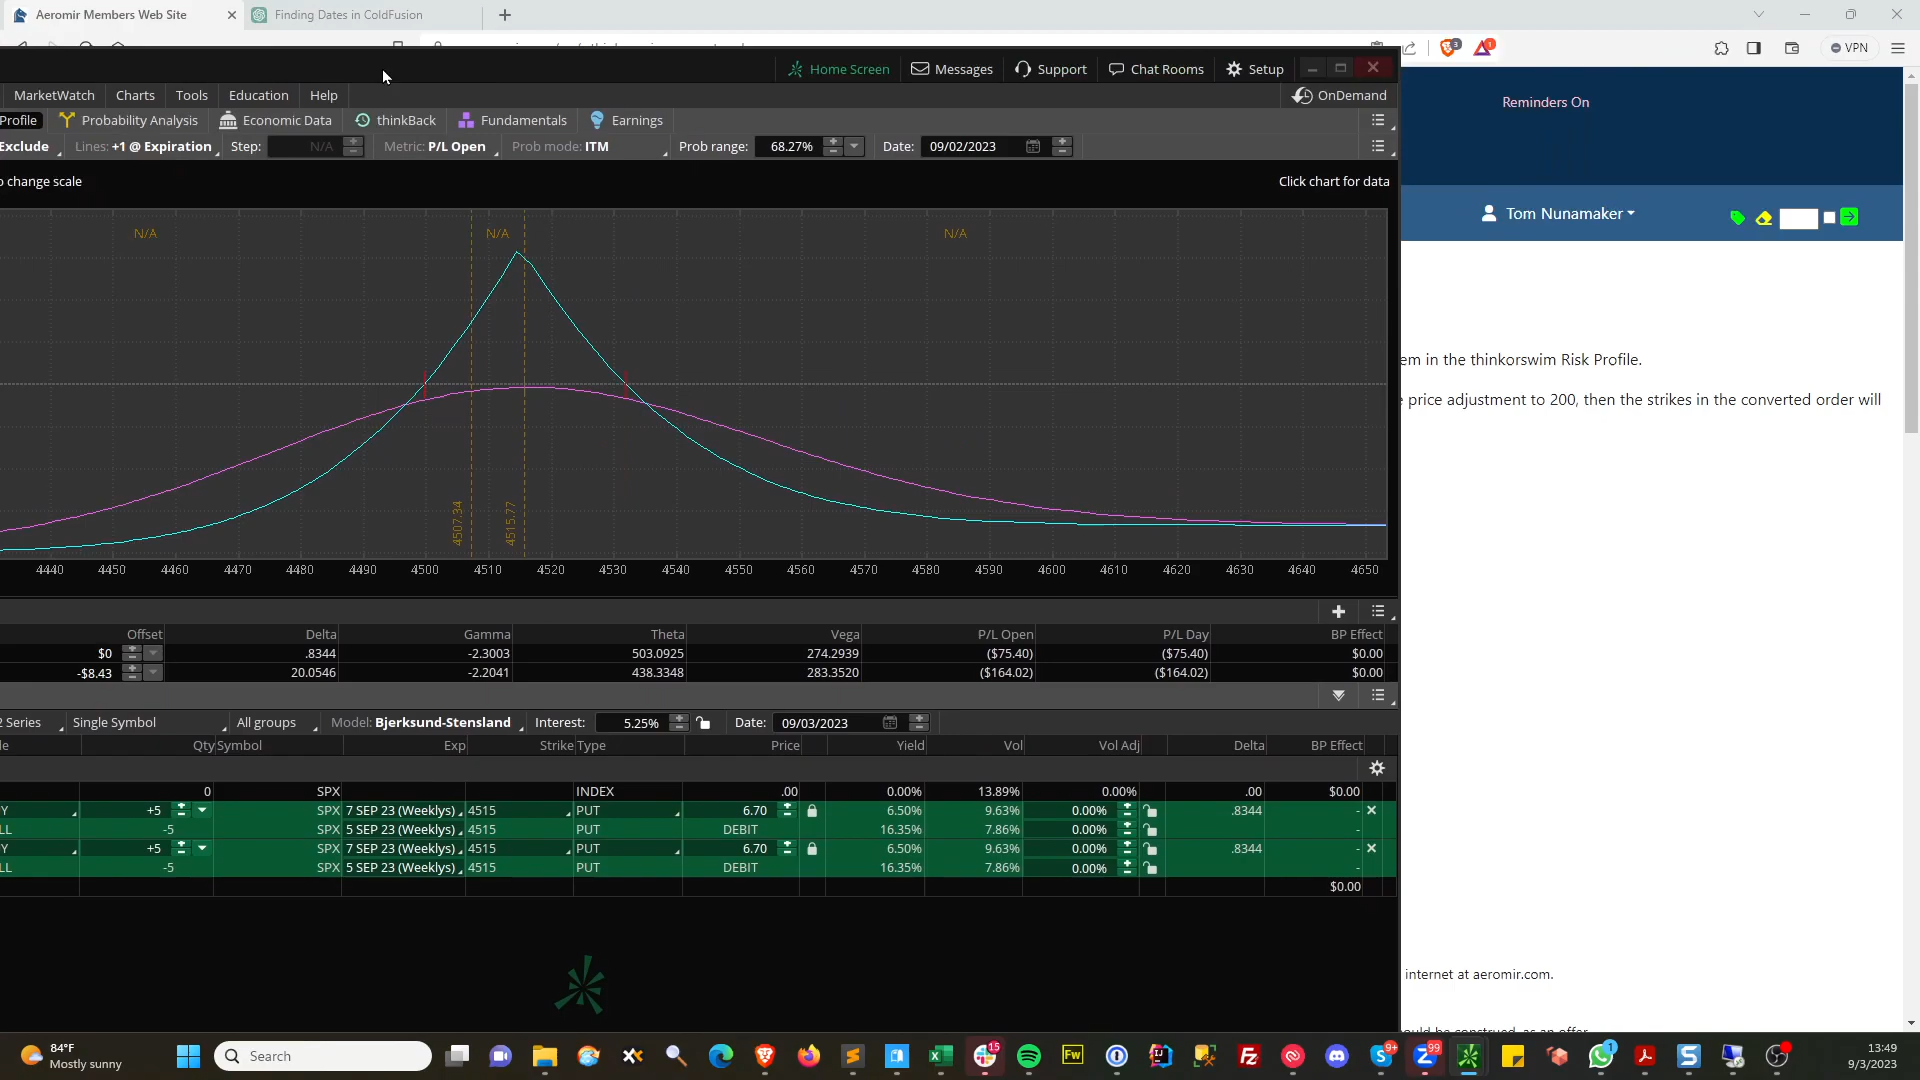 Aeromir Members Web Site
Finding Dates in ColdFusion
3
1
VPN
Home Screen
Messages
Support
Chat Rooms
Setup
MarketWatch Charts Tools Education Help
OnDemand
Reminders On
Profile Probability Analysis Economic Data thinkBack Fundamentals Earnings
Exclude Lines: +1 @ Expiration Step: N/A Metric: P/L Open Prob mode: ITM Prob range: 68.27% Date: 09/02/2023
o change scale
Click chart for data
Tom Nunamaker
N/A N/A N/A
em in the thinkorswim Risk Profile.
price adjustment to 200, then the strikes in the converted order will
4507.34
4515.77
4440 4450 4460 4470 4480 4490 4500 4510 4520 4530 4540 4550 4560 4570 4580 4590 4600 4610 4620 4630 4640 4650
Offset Delta Gamma Theta Vega P/L Open P/L Day BP Effect
$0 .8344 -2.3003 503.0925 274.2939 ($75.40) ($75.40) $0.00
-$8.43 20.0546 -2.2041 438.3348 283.3520 ($164.02) ($164.02) $0.00
2 Series Single Symbol All groups Model: Bjerksund-Stensland Interest: 5.25% Date: 09/03/2023
le Qty Symbol Exp Strike Type Price Yield Vol Vol Adj Delta BP Effect
0 SPX INDEX .00 0.00% 13.89% 0.00% .00 $0.00
Y +5 SPX 7 SEP 23 (Weeklys) 4515 PUT 6.70 6.50% 9.63% 0.00% .8344 -
LL -5 SPX 5 SEP 23 (Weeklys) 4515 PUT DEBIT 16.35% 7.86% 0.00% -
Y +5 SPX 7 SEP 23 (Weeklys) 4515 PUT 6.70 6.50% 9.63% 0.00% .8344 -
LL -5 SPX 5 SEP 23 (Weeklys) 4515 PUT DEBIT 16.35% 7.86% 0.00% -
$0.00
internet at aeromir.com.
84°F
Mostly sunny
Search
15
Fw
9+
99
1
13:49
9/3/2023